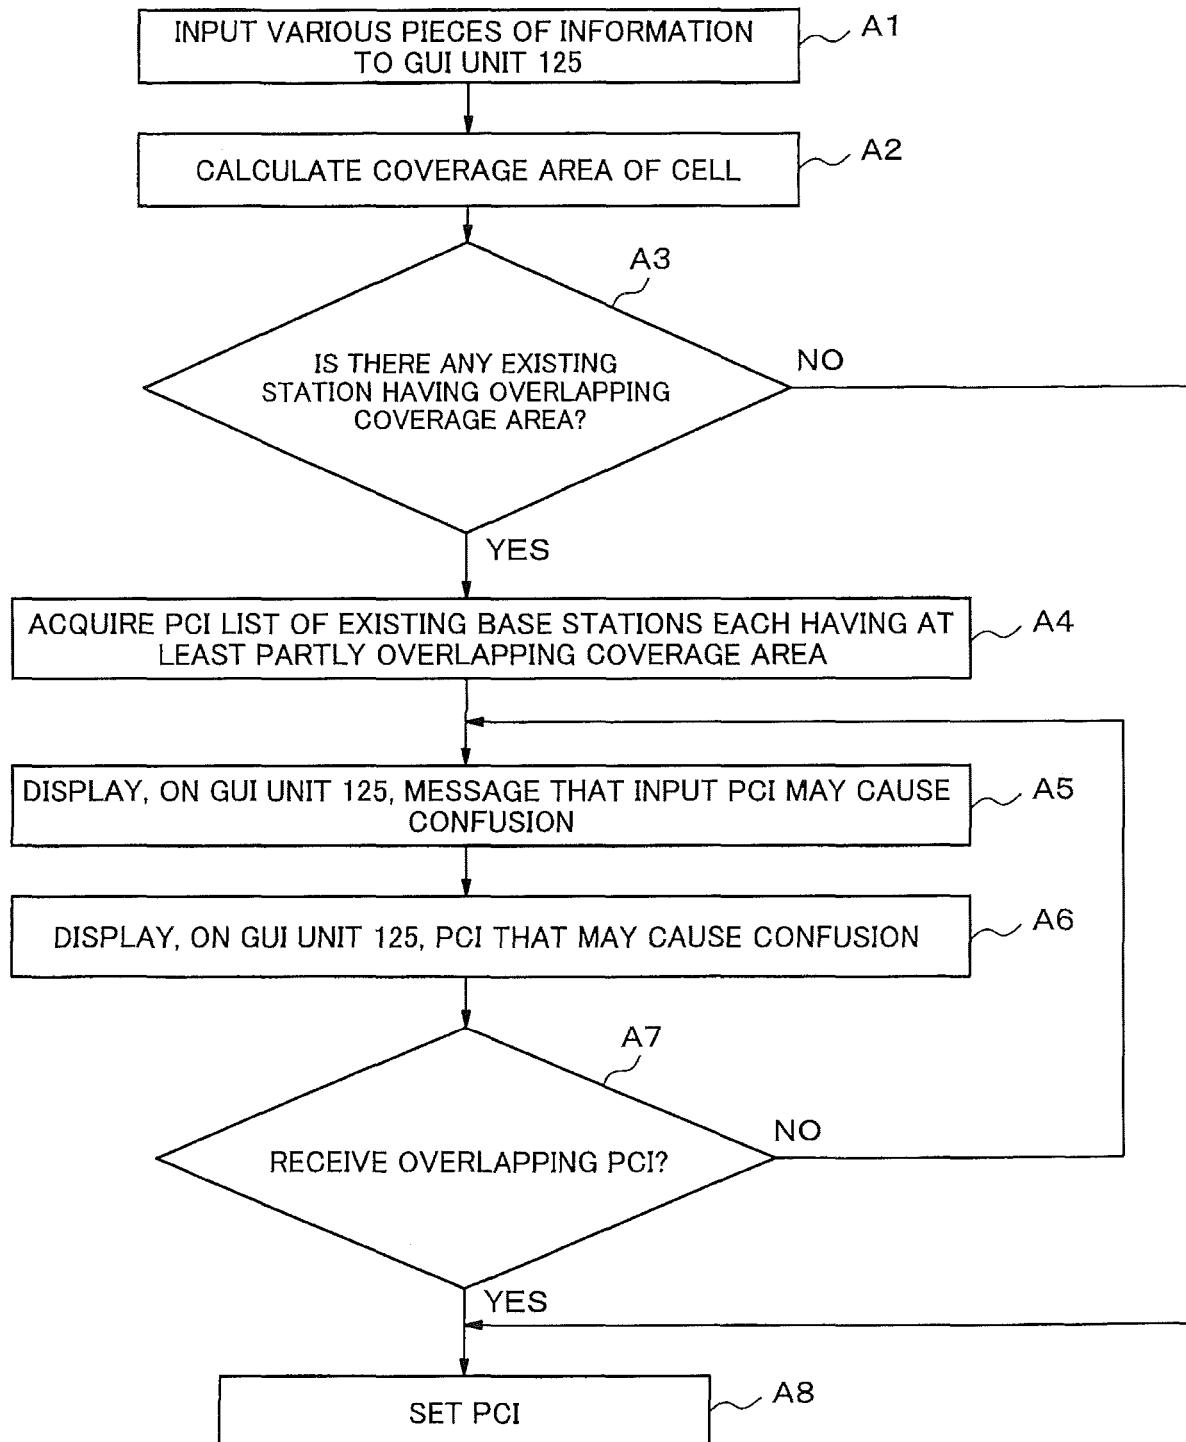 INPUT VARIOUS PIECES OF INFORMATION
TO GUI UNIT 125
A1
CALCULATE COVERAGE AREA OF CELL
A2
A3
IS THERE ANY EXISTING
STATION HAVING OVERLAPPING
COVERAGE AREA?
NO
YES
ACQUIRE PCI LIST OF EXISTING BASE STATIONS EACH HAVING AT
LEAST PARTLY OVERLAPPING COVERAGE AREA
A4
DISPLAY, ON GUI UNIT 125, MESSAGE THAT INPUT PCI MAY CAUSE
CONFUSION
A5
DISPLAY, ON GUI UNIT 125, PCI THAT MAY CAUSE CONFUSION
A6
A7
RECEIVE OVERLAPPING PCI?
NO
YES
SET PCI
A8